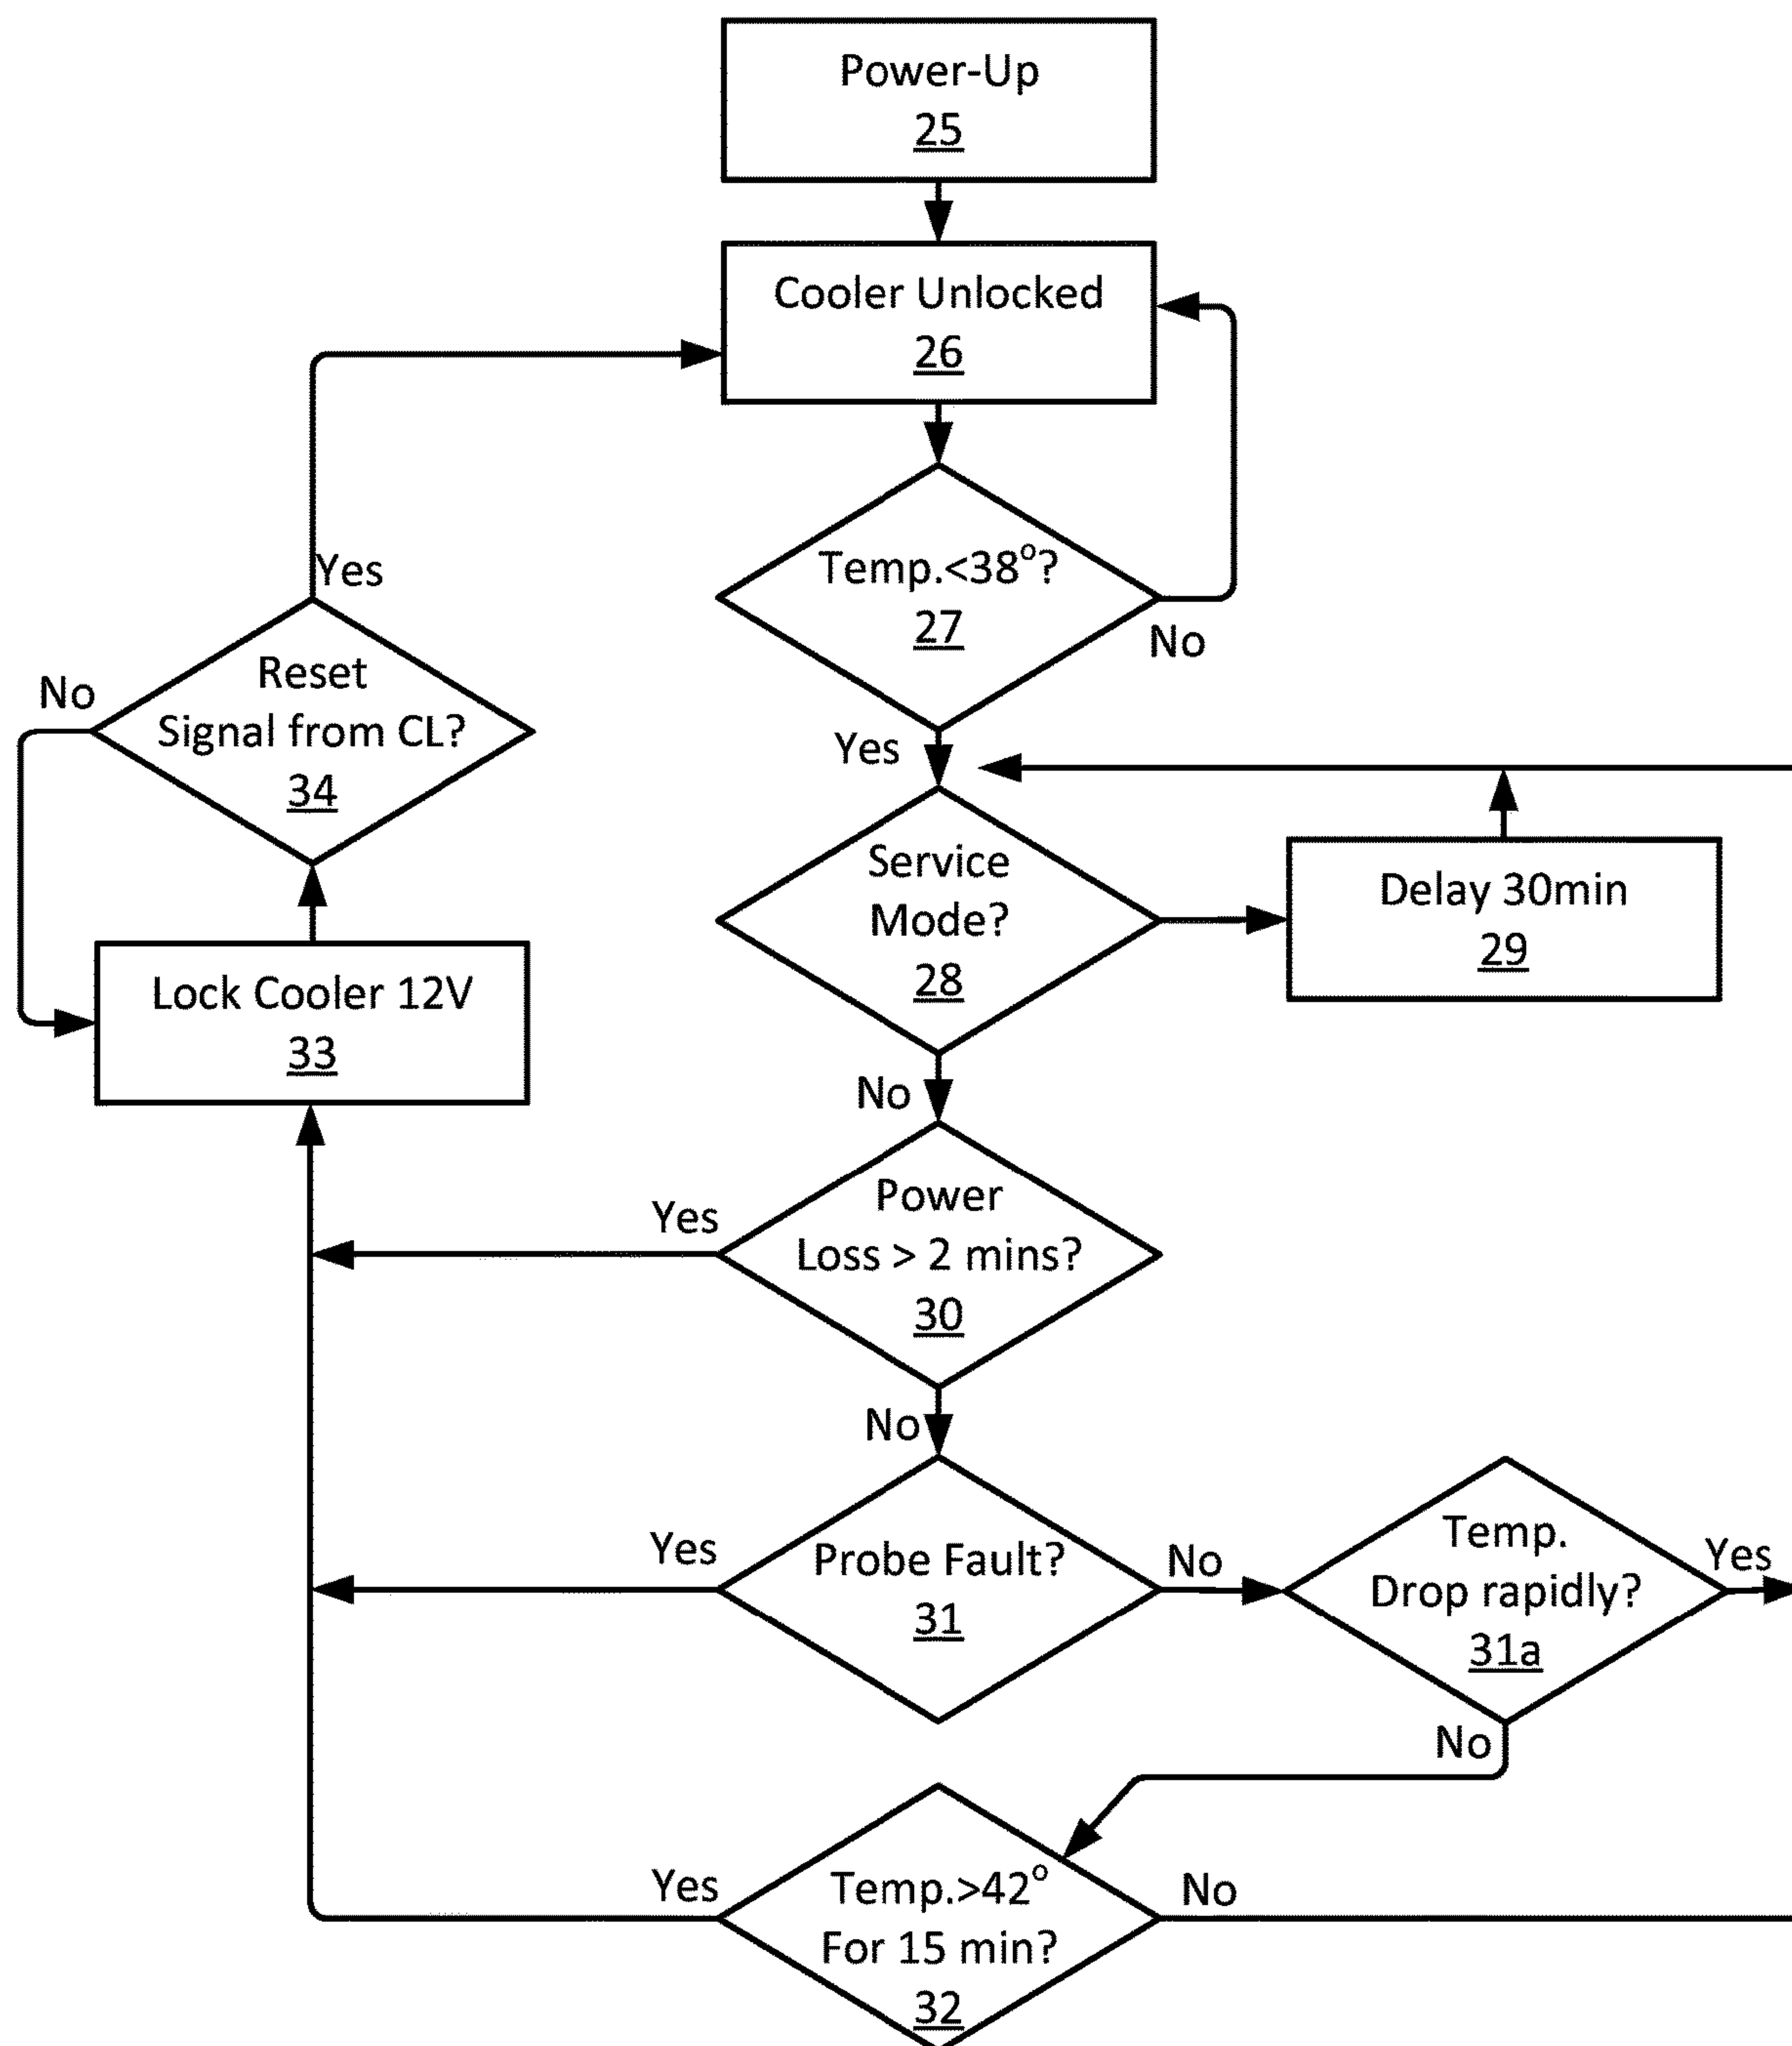 Power-Up
25
Cooler Unlocked
26
Temp.<38°?
27
No
Yes
Yes
No
Reset
Signal from CL?
34
Service
Mode?
28
Delay 30min
29
Lock Cooler 12V
33
No
Power
Loss > 2 mins?
30
Yes
No
Probe Fault?
31
Yes
No
Temp.
Drop rapidly?
31a
Yes
No
Temp.>42°
For 15 min?
32
Yes
No